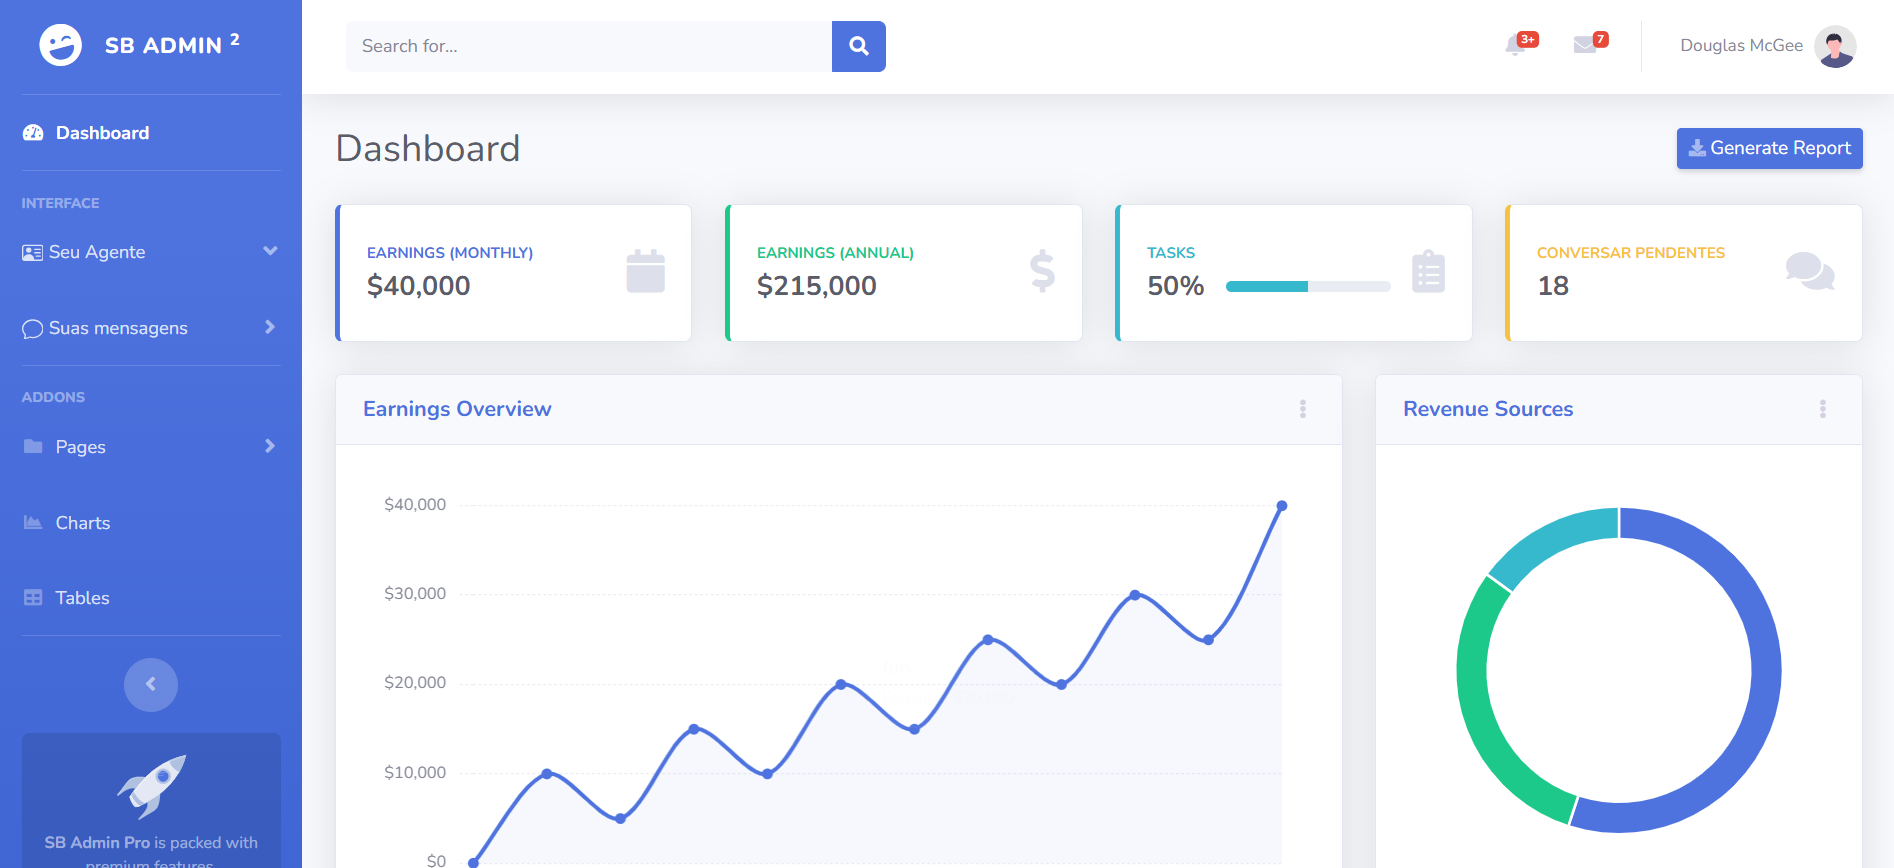 SB ADMIN 2
Search for...
3+
7
Douglas McGee
Dashboard
INTERFACE
Seu Agente
Suas mensagens
ADDONS
Pages
Charts
Tables
SB Admin Pro is packed with
premium features
Dashboard
Generate Report
EARNINGS (MONTHLY)
$40,000
EARNINGS (ANNUAL)
$215,000
TASKS
50%
CONVERSAR PENDENTES
18
Earnings Overview
$40,000
$30,000
$20,000
$10,000
$0
Revenue Sources